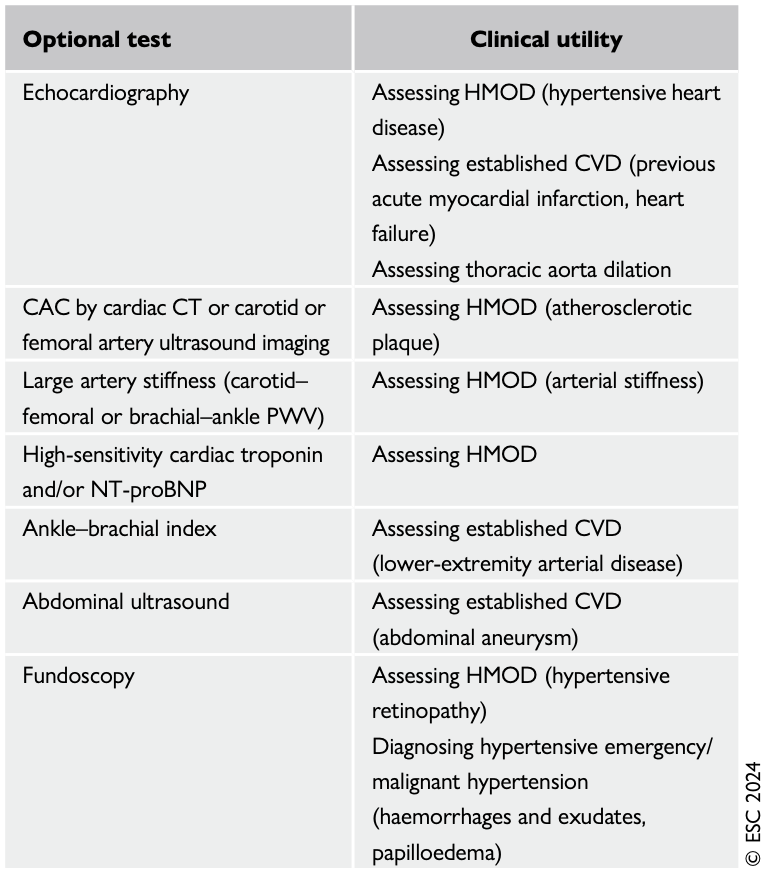 Optional test
Clinical utility
Echocardiography
Assessing HMOD (hypertensive heart
disease)
Assessing established CVD (previous
acute myocardial infarction, heart
failure)
Assessing thoracic aorta dilation
CAC by cardiac CT or carotid or
femoral artery ultrasound imaging
Assessing HMOD (atherosclerotic
plaque)
Large artery stiffness (carotid–
femoral or brachial–ankle PWV)
Assessing HMOD (arterial stiffness)
High-sensitivity cardiac troponin
and/or NT-proBNP
Assessing HMOD
Ankle–brachial index
Assessing established CVD
(lower-extremity arterial disease)
Abdominal ultrasound
Assessing established CVD
(abdominal aneurysm)
Fundoscopy
Assessing HMOD (hypertensive
retinopathy)
Diagnosing hypertensive emergency/
malignant hypertension
(haemorrhages and exudates,
papilloedema)
© ESC 2024